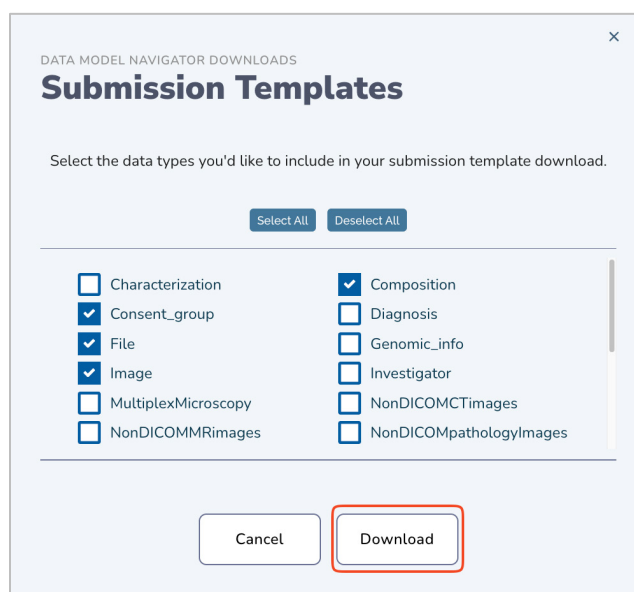 ×
DATA MODEL NAVIGATOR DOWNLOADS
Submission Templates
Select the data types you'd like to include in your submission template download.
Select All Deselect All
Characterization Composition
Consent_group Diagnosis
File Genomic_info
Image Investigator
MultiplexMicroscopy NonDICOMCTimages
NonDICOMMRimages NonDICOMpathologyImages
Cancel Download